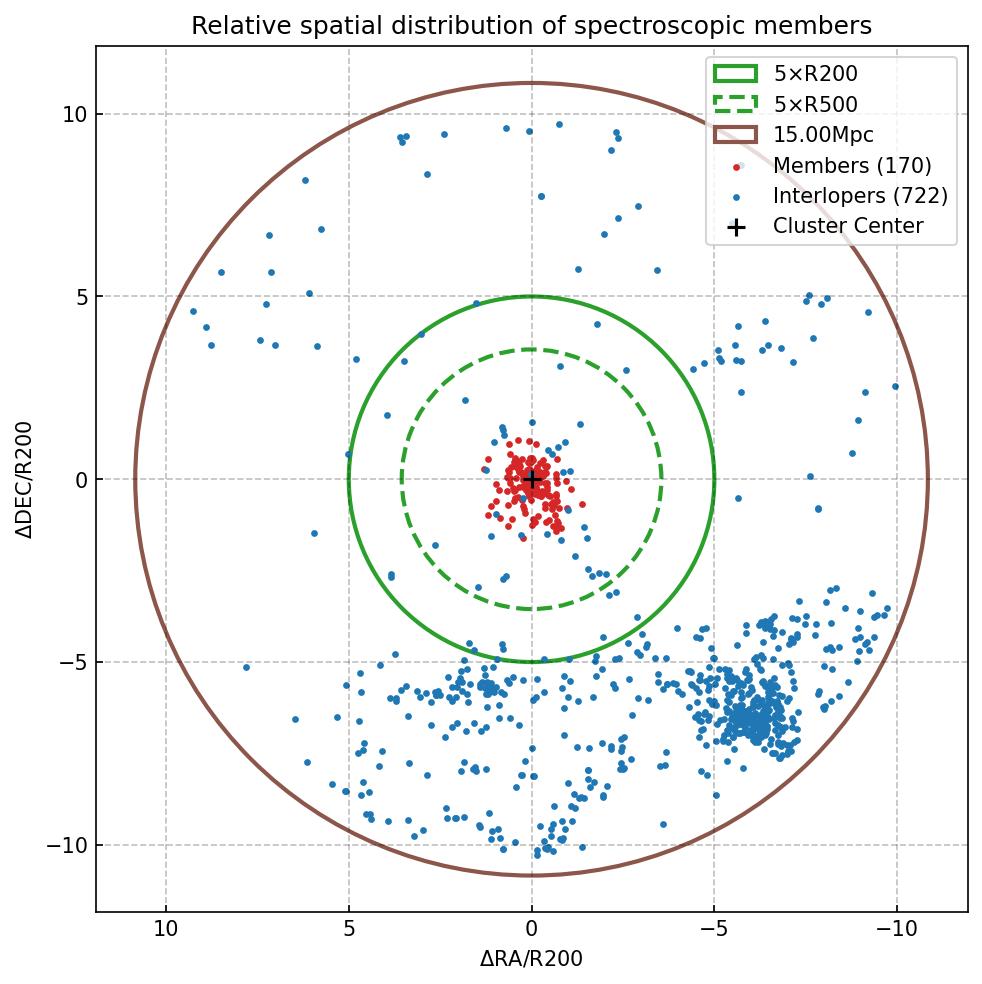 Relative spatial distribution of spectroscopic members
5×R200
5×R500
15.00Mpc
Members (170)
Interlopers (722)
Cluster Center
10
5
0
−5
−10
ΔDEC/R200
10
5
0
−5
−10
ΔRA/R200